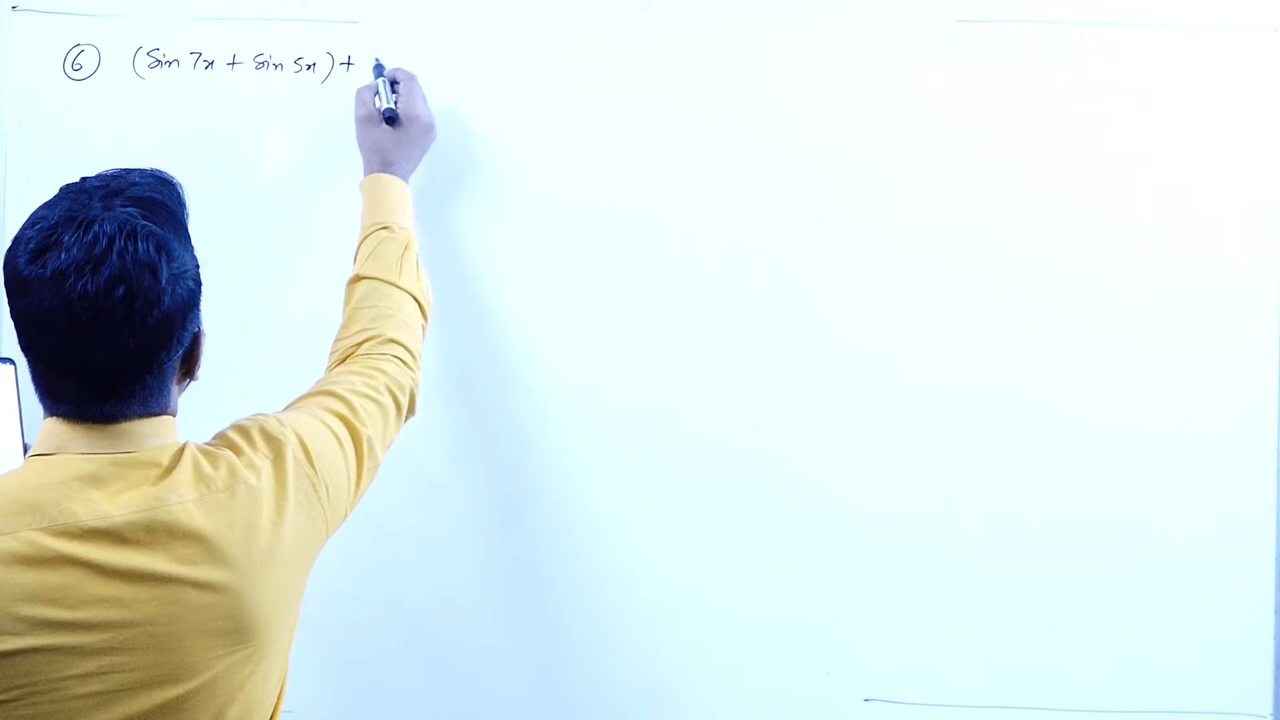 6 (sin 7x + sin 5x) +